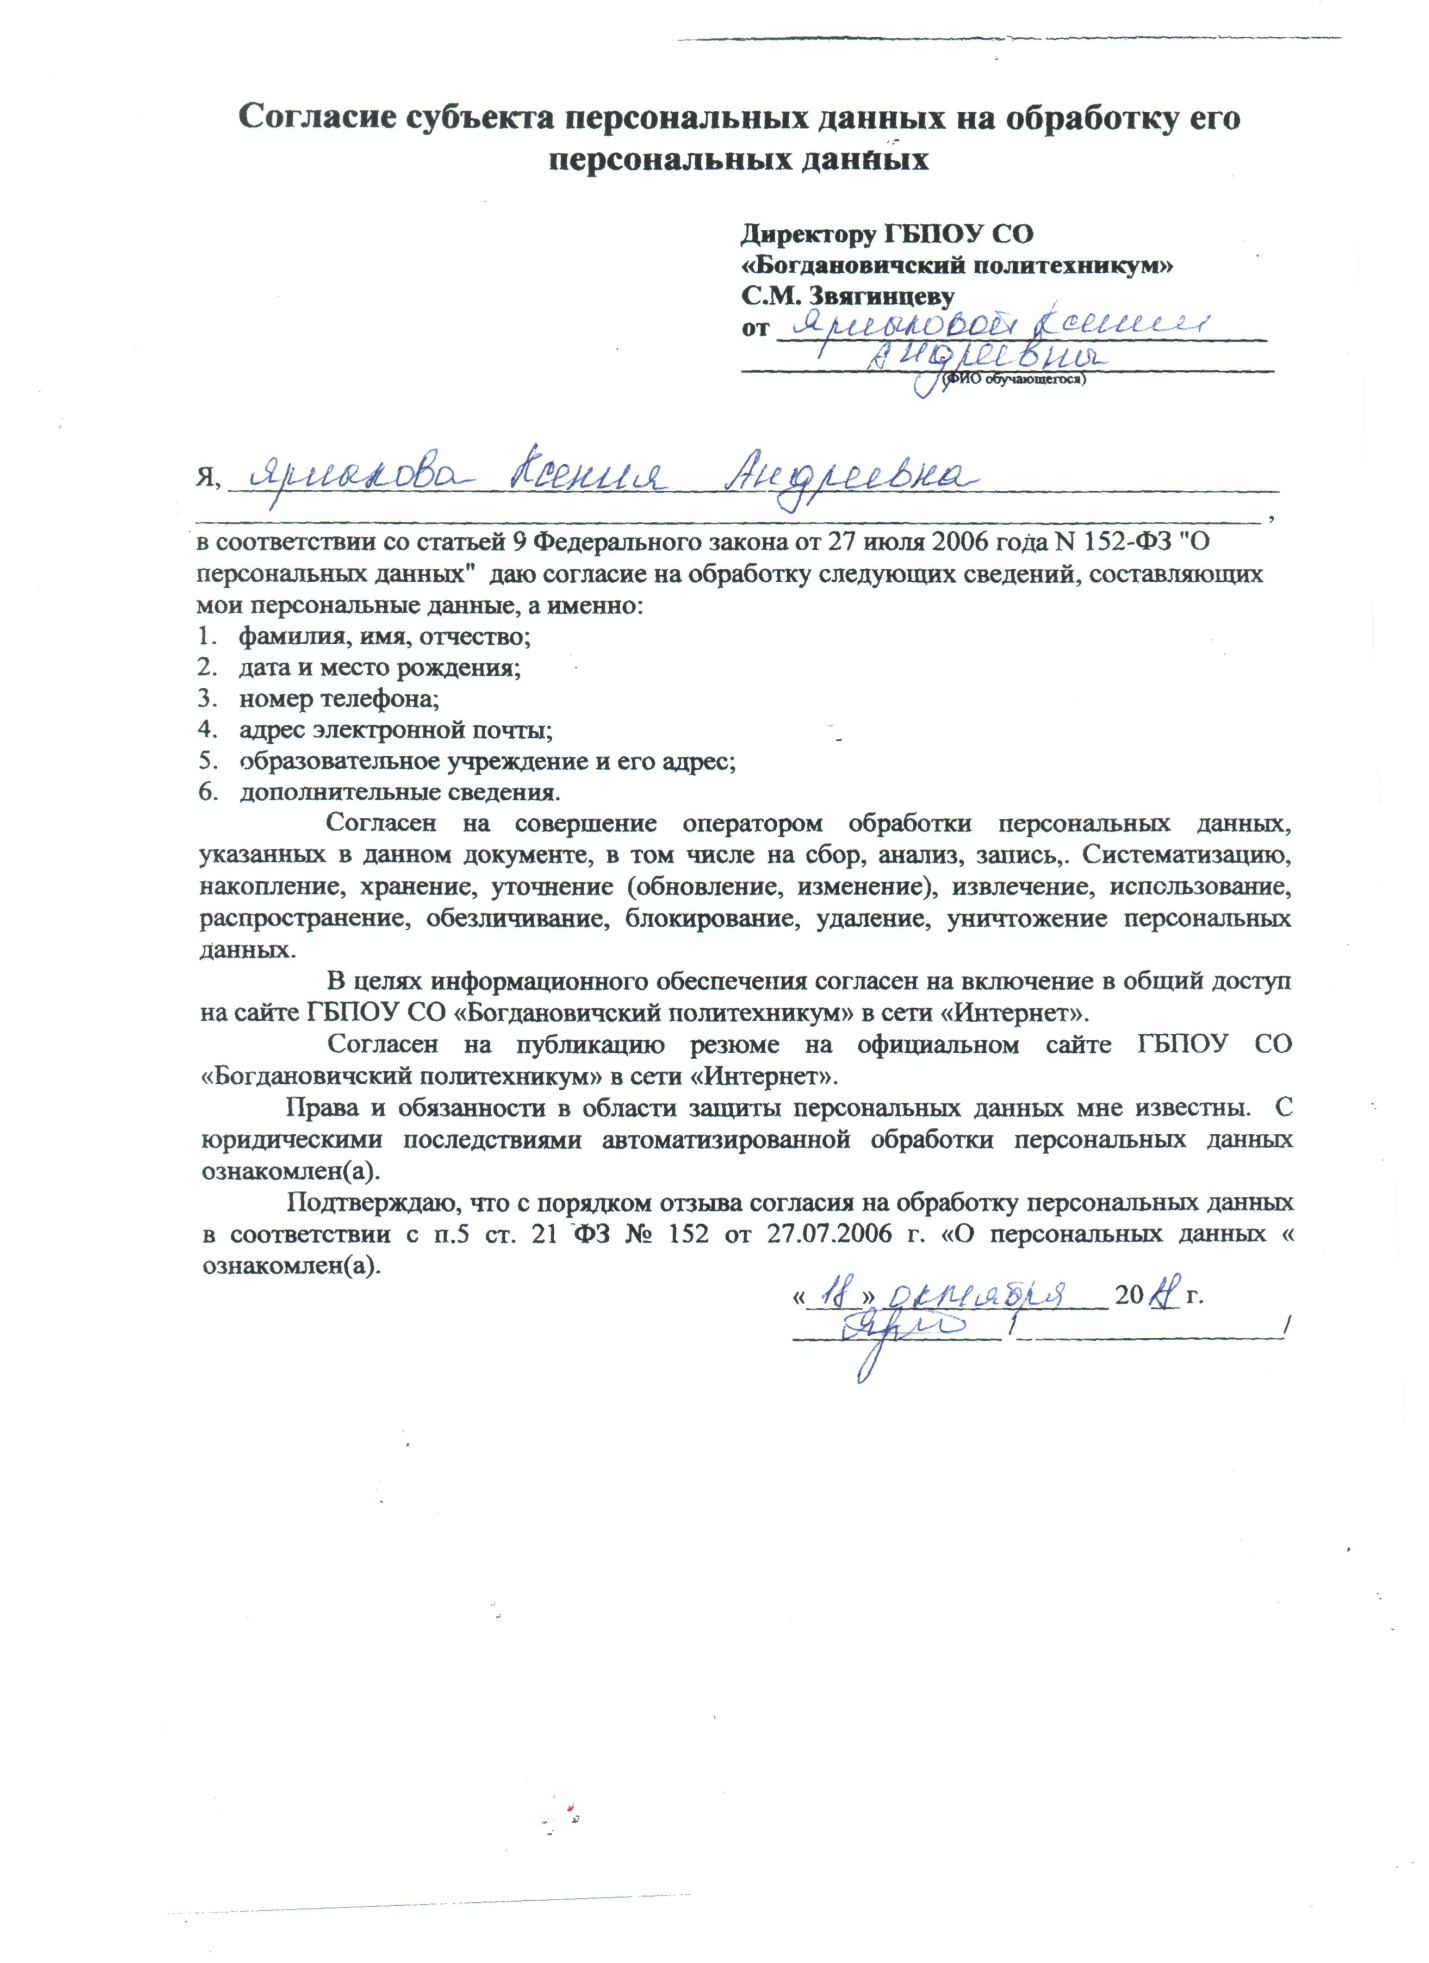 Согласие субъекта персональных данных на обработку его
персональных данных
Директору ГБПОУ СО
«Богдановичский политехникум»
С.М. Звягинцеву
от Ярмыковой Ксении
Андреевны
(ФИО обучающегося)
Я, Ярмыкова Ксения Андреевна
,
в соответствии со статьей 9 Федерального закона от 27 июля 2006 года N 152-ФЗ "О
персональных данных" даю согласие на обработку следующих сведений, составляющих
мои персональные данные, а именно:
1. фамилия, имя, отчество;
2. дата и место рождения;
3. номер телефона;
4. адрес электронной почты;
5. образовательное учреждение и его адрес;
6. дополнительные сведения.
Согласен на совершение оператором обработки персональных данных,
указанных в данном документе, в том числе на сбор, анализ, запись,. Систематизацию,
накопление, хранение, уточнение (обновление, изменение), извлечение, использование,
распространение, обезличивание, блокирование, удаление, уничтожение персональных
данных.
В целях информационного обеспечения согласен на включение в общий доступ
на сайте ГБПОУ СО «Богдановичский политехникум» в сети «Интернет».
Согласен на публикацию резюме на официальном сайте ГБПОУ СО
«Богдановичский политехникум» в сети «Интернет».
Права и обязанности в области защиты персональных данных мне известны. С
юридическими последствиями автоматизированной обработки персональных данных
ознакомлен(а).
Подтверждаю, что с порядком отзыва согласия на обработку персональных данных
в соответствии с п.5 ст. 21 ФЗ № 152 от 27.07.2006 г. «О персональных данных «
ознакомлен(а).
«18» октября 2018 г.
/ /